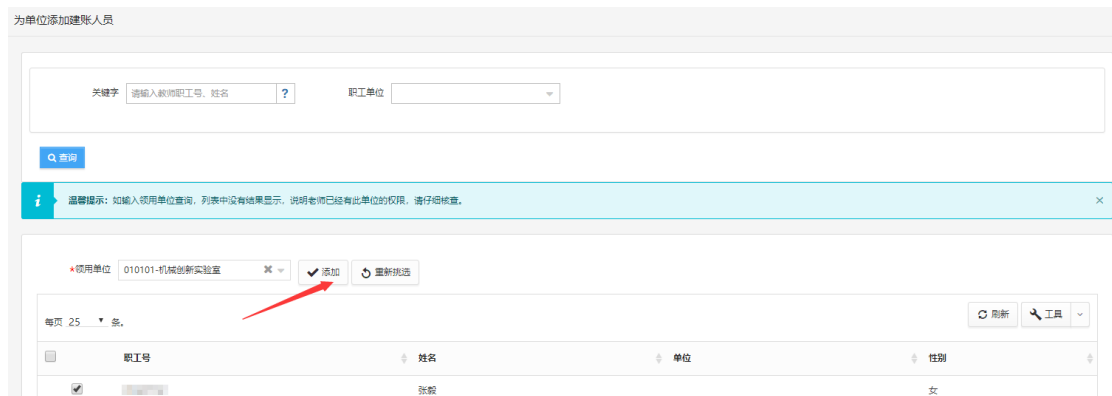 为单位添加建账人员
关键字 请输入教师职工号、姓名 ? 职工单位
查询
温馨提示：如输入领用单位查询，列表中没有结果显示，说明老师已经有此单位的权限，请仔细核查。 ×
*领用单位 010101-机械创新实验室 添加 重新挑选
每页 25 条。 刷新 工具
职工号 姓名 单位 性别
张毅 女